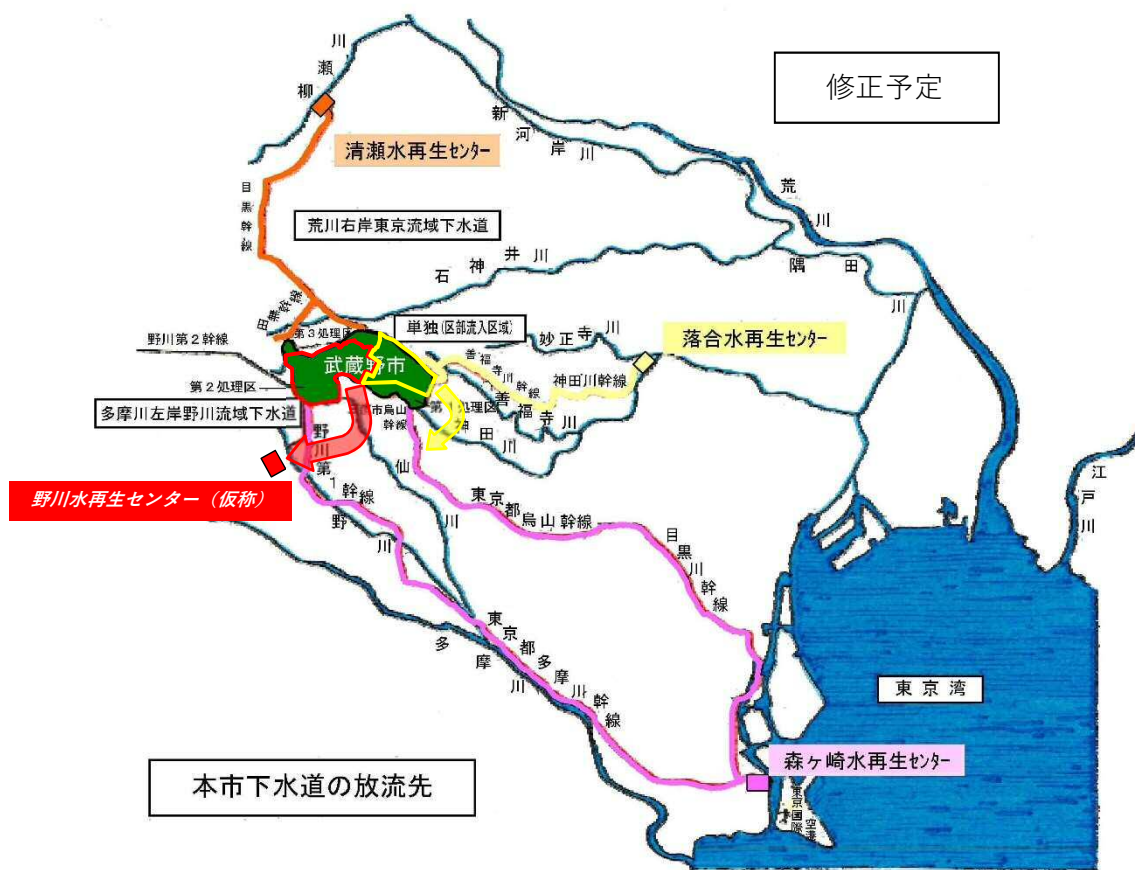 修正予定
柳瀬川
新河岸川
荒川
清瀬水再生センター
目黒幹線
荒川右岸東京流域下水道
石神井川
隅田川
田無幹線
第3処理区
単独(区部流入区域)
妙正寺川
落合水再生センター
野川第2幹線
武蔵野市
善福寺川幹線
神田川幹線
第2処理区
多摩川左岸野川流域下水道
三鷹市烏山幹線
第1処理区
善福寺川
神田川
江戸川
野川第1幹線
仙川
野川水再生センター(仮称)
東京都烏山幹線
野川
目黒川幹線
多摩川
東京都多摩川幹線
東京湾
森ヶ崎水再生センター
本市下水道の放流先
東京国際空港